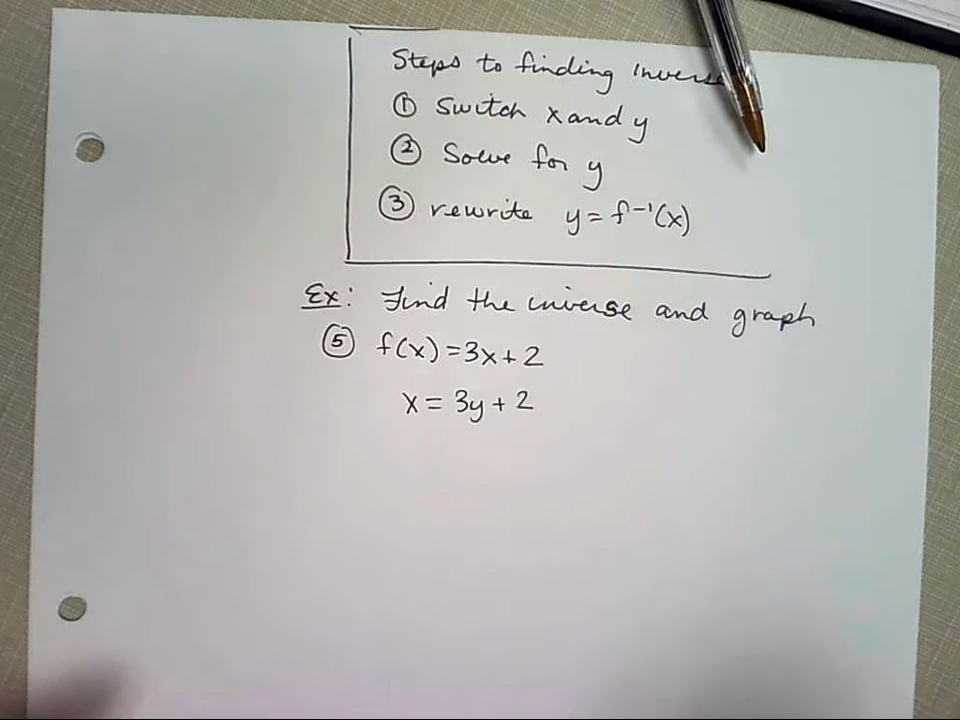 Steps to finding inverse
① Switch x and y
② Solve for y
③ rewrite y = f⁻¹(x)
Ex: Find the inverse and graph
⑤ f(x) = 3x + 2
x = 3y + 2